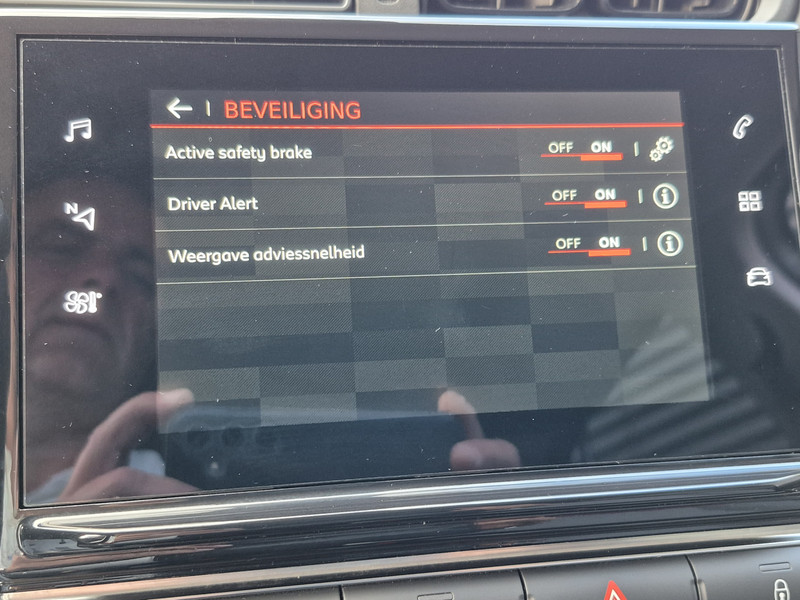 BEVEILIGING
Active safety brake OFF ON
Driver Alert OFF ON
Weergave adviessnelheid OFF ON
N